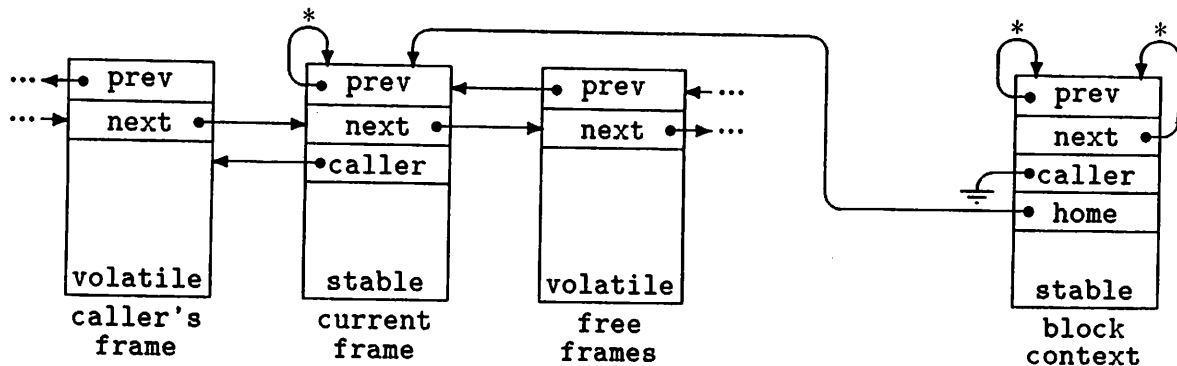 * * *
... prev prev prev ... prev
... next next next ... next
caller caller
home
volatile stable volatile stable
caller's current free block
frame frame frames context